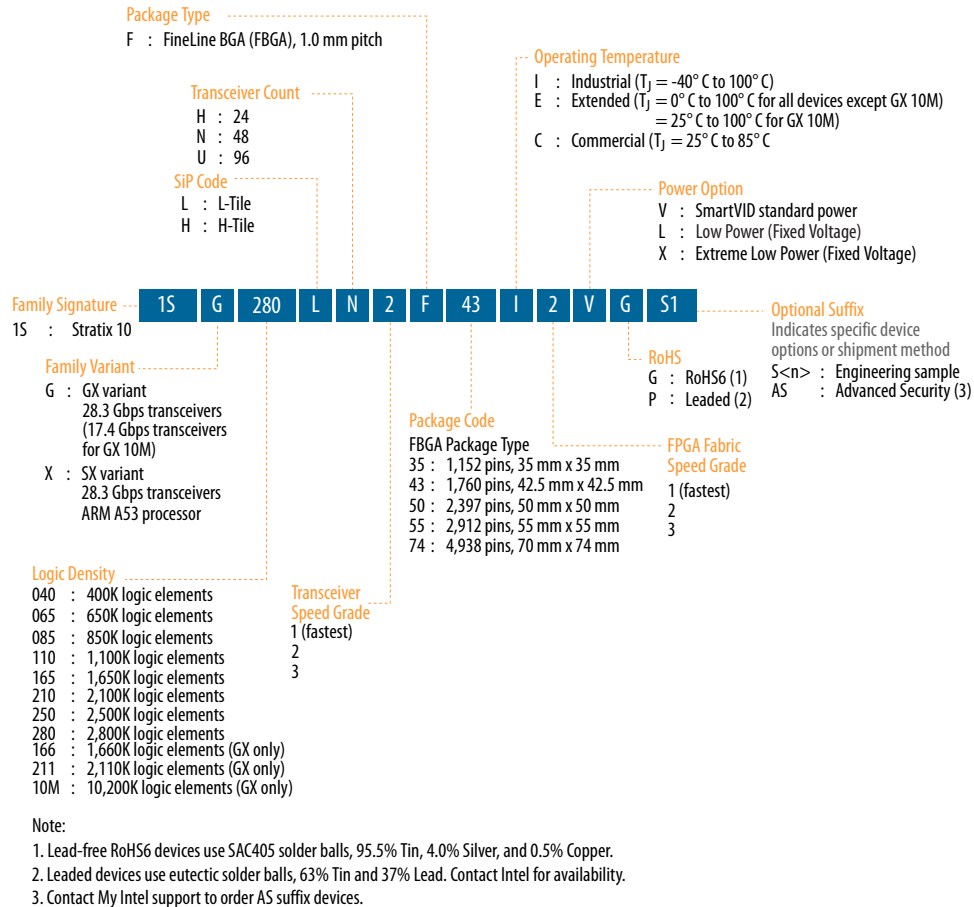 Package Type
F : FineLine BGA (FBGA), 1.0 mm pitch
Operating Temperature
I : Industrial (TJ = -40° C to 100° C)
E : Extended (TJ = 0° C to 100° C for all devices except GX 10M)
= 25° C to 100° C for GX 10M)
C : Commercial (TJ = 25° C to 85° C
Transceiver Count
H : 24
N : 48
U : 96
SiP Code
L : L-Tile
H : H-Tile
Power Option
V : SmartVID standard power
L : Low Power (Fixed Voltage)
X : Extreme Low Power (Fixed Voltage)
Family Signature
1S : Stratix 10
1S G 280 L N 2 F 43 I 2 V G S1
Optional Suffix
Indicates specific device
options or shipment method
S<n> : Engineering sample
AS : Advanced Security (3)
Family Variant
G : GX variant
28.3 Gbps transceivers
(17.4 Gbps transceivers
for GX 10M)
X : SX variant
28.3 Gbps transceivers
ARM A53 processor
RoHS
G : RoHS6 (1)
P : Leaded (2)
Package Code
FBGA Package Type
35 : 1,152 pins, 35 mm x 35 mm
43 : 1,760 pins, 42.5 mm x 42.5 mm
50 : 2,397 pins, 50 mm x 50 mm
55 : 2,912 pins, 55 mm x 55 mm
74 : 4,938 pins, 70 mm x 74 mm
FPGA Fabric
Speed Grade
1 (fastest)
2
3
Logic Density
040 : 400K logic elements
065 : 650K logic elements
085 : 850K logic elements
110 : 1,100K logic elements
165 : 1,650K logic elements
210 : 2,100K logic elements
250 : 2,500K logic elements
280 : 2,800K logic elements
166 : 1,660K logic elements (GX only)
211 : 2,110K logic elements (GX only)
10M : 10,200K logic elements (GX only)
Transceiver
Speed Grade
1 (fastest)
2
3
Note:
1. Lead-free RoHS6 devices use SAC405 solder balls, 95.5% Tin, 4.0% Silver, and 0.5% Copper.
2. Leaded devices use eutectic solder balls, 63% Tin and 37% Lead. Contact Intel for availability.
3. Contact My Intel support to order AS suffix devices.